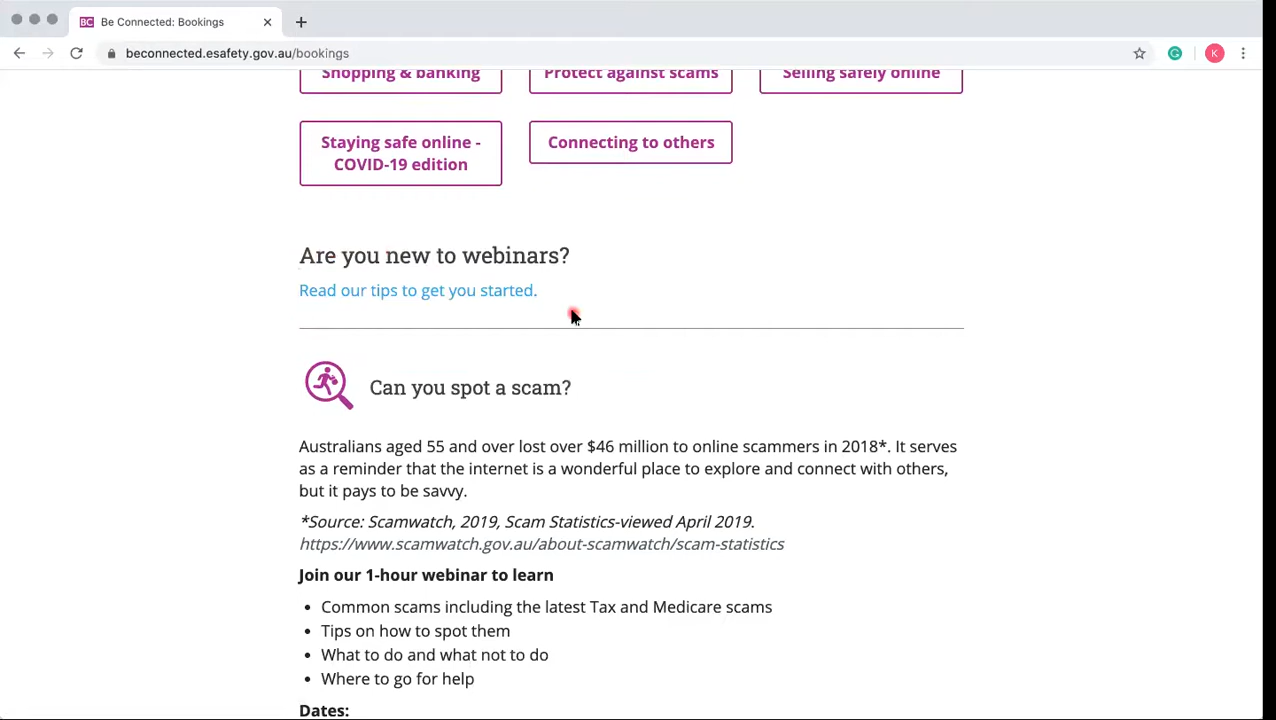 BC Be Connected: Bookings
beconnected.esafety.gov.au/bookings
K
Shopping & banking
Protect against scams
Selling safely online
Staying safe online -
COVID-19 edition
Connecting to others
Are you new to webinars?
Read our tips to get you started.
Can you spot a scam?
Australians aged 55 and over lost over $46 million to online scammers in 2018*. It serves
as a reminder that the internet is a wonderful place to explore and connect with others,
but it pays to be savvy.
*Source: Scamwatch, 2019, Scam Statistics-viewed April 2019.
https://www.scamwatch.gov.au/about-scamwatch/scam-statistics
Join our 1-hour webinar to learn
• Common scams including the latest Tax and Medicare scams
• Tips on how to spot them
• What to do and what not to do
• Where to go for help
Dates: